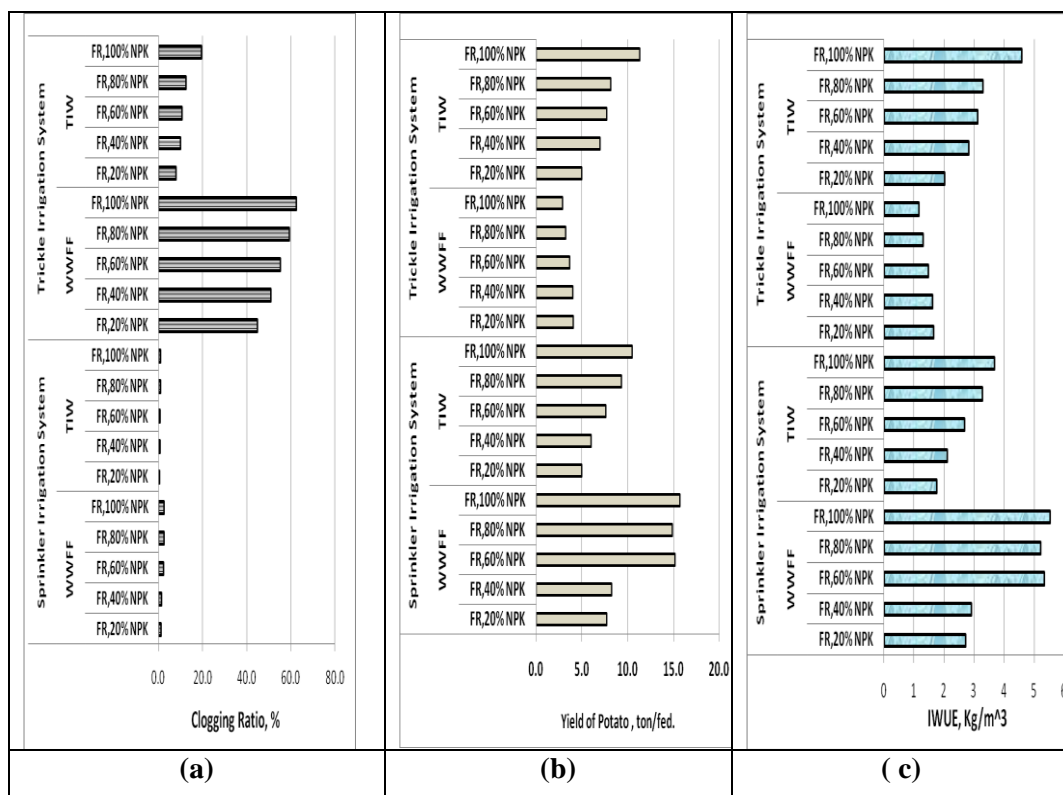 Trickle Irrigation System
TIW
FR,100% NPK
FR,80% NPK
FR,60% NPK
FR,40% NPK
FR,20% NPK
WWFF
FR,100% NPK
FR,80% NPK
FR,60% NPK
FR,40% NPK
FR,20% NPK
Sprinkler Irrigation System
TIW
FR,100% NPK
FR,80% NPK
FR,60% NPK
FR,40% NPK
FR,20% NPK
WWFF
FR,100% NPK
FR,80% NPK
FR,60% NPK
FR,40% NPK
FR,20% NPK
0.0 20.0 40.0 60.0 80.0
Clogging Ratio, %
(a)
Trickle Irrigation System
TIW
FR,100% NPK
FR,80% NPK
FR,60% NPK
FR,40% NPK
FR,20% NPK
WWFF
FR,100% NPK
FR,80% NPK
FR,60% NPK
FR,40% NPK
FR,20% NPK
Sprinkler Irrigation System
TIW
FR,100% NPK
FR,80% NPK
FR,60% NPK
FR,40% NPK
FR,20% NPK
WWFF
FR,100% NPK
FR,80% NPK
FR,60% NPK
FR,40% NPK
FR,20% NPK
0.0 5.0 10.0 15.0 20.0
Yield of Potato , ton/fed.
(b)
Trickle Irrigation System
TIW
FR,100% NPK
FR,80% NPK
FR,60% NPK
FR,40% NPK
FR,20% NPK
WWFF
FR,100% NPK
FR,80% NPK
FR,60% NPK
FR,40% NPK
FR,20% NPK
Sprinkler Irrigation System
TIW
FR,100% NPK
FR,80% NPK
FR,60% NPK
FR,40% NPK
FR,20% NPK
WWFF
FR,100% NPK
FR,80% NPK
FR,60% NPK
FR,40% NPK
FR,20% NPK
0 1 2 3 4 5 6
IWUE, Kg/m^3
( c)